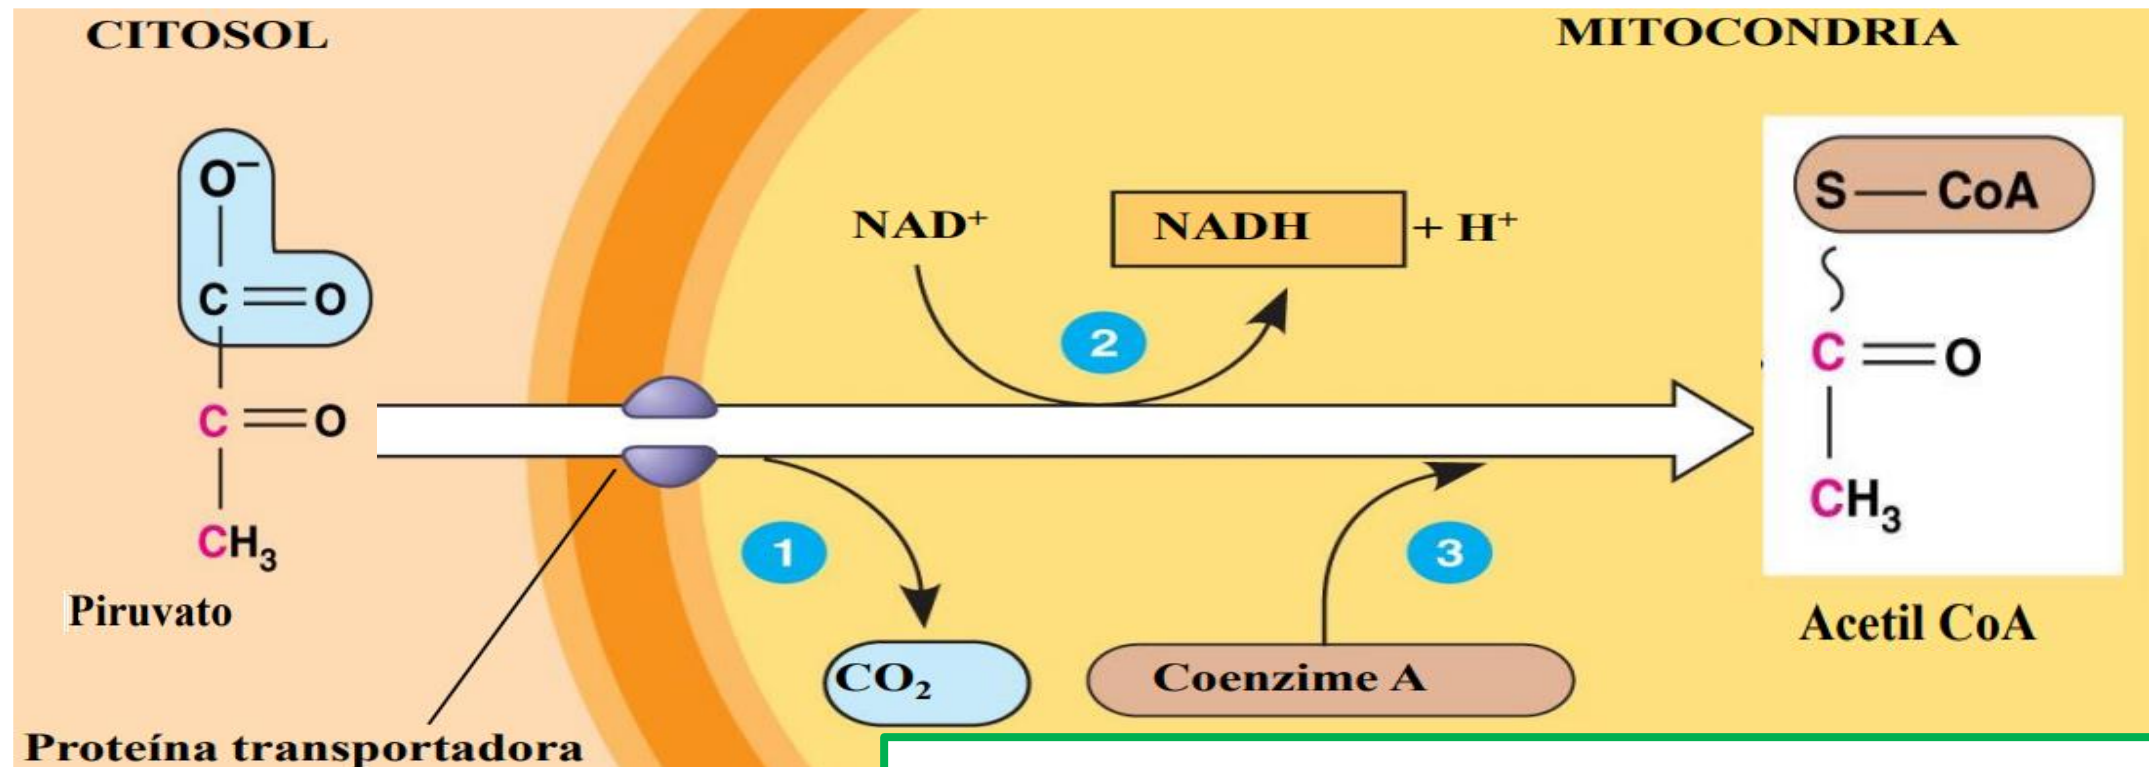 CITOSOL
MITOCONDRIA
O⁻
C=O
C=O
CH₃
Piruvato
Proteína transportadora
NAD⁺
NADH + H⁺
2
1
3
CO₂
Coenzime A
S — CoA
C=O
CH₃
Acetil CoA